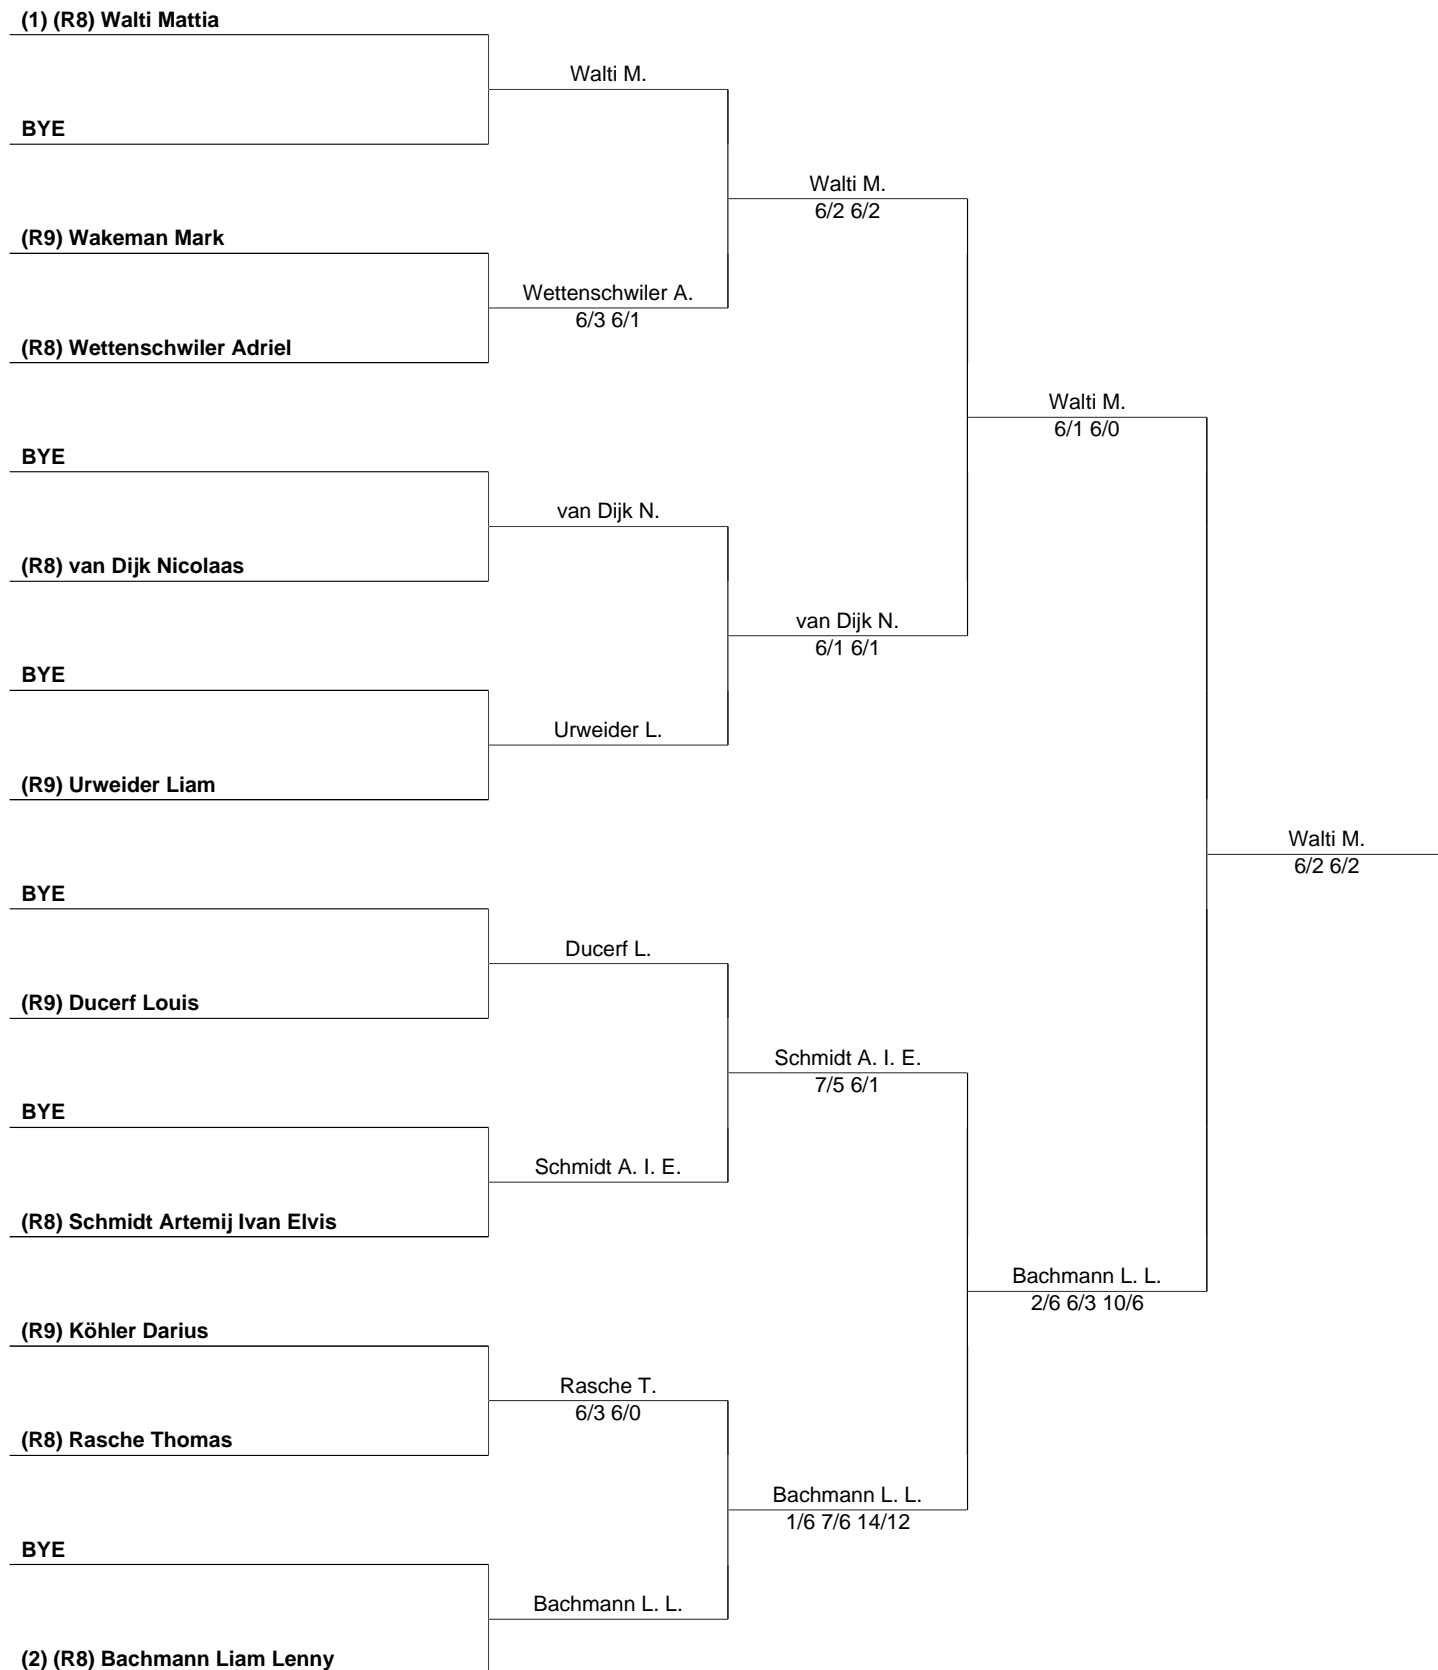 (1) (R8) Walti Mattia
Walti M.
BYE
Walti M.
6/2 6/2
(R9) Wakeman Mark
Wettenschwiler A.
6/3 6/1
(R8) Wettenschwiler Adriel
Walti M.
6/1 6/0
BYE
van Dijk N.
(R8) van Dijk Nicolaas
van Dijk N.
6/1 6/1
BYE
Urweider L.
(R9) Urweider Liam
Walti M.
6/2 6/2
BYE
Ducerf L.
(R9) Ducerf Louis
Schmidt A. I. E.
7/5 6/1
BYE
Schmidt A. I. E.
(R8) Schmidt Artemij Ivan Elvis
Bachmann L. L.
2/6 6/3 10/6
(R9) Köhler Darius
Rasche T.
6/3 6/0
(R8) Rasche Thomas
Bachmann L. L.
1/6 7/6 14/12
BYE
Bachmann L. L.
(2) (R8) Bachmann Liam Lenny